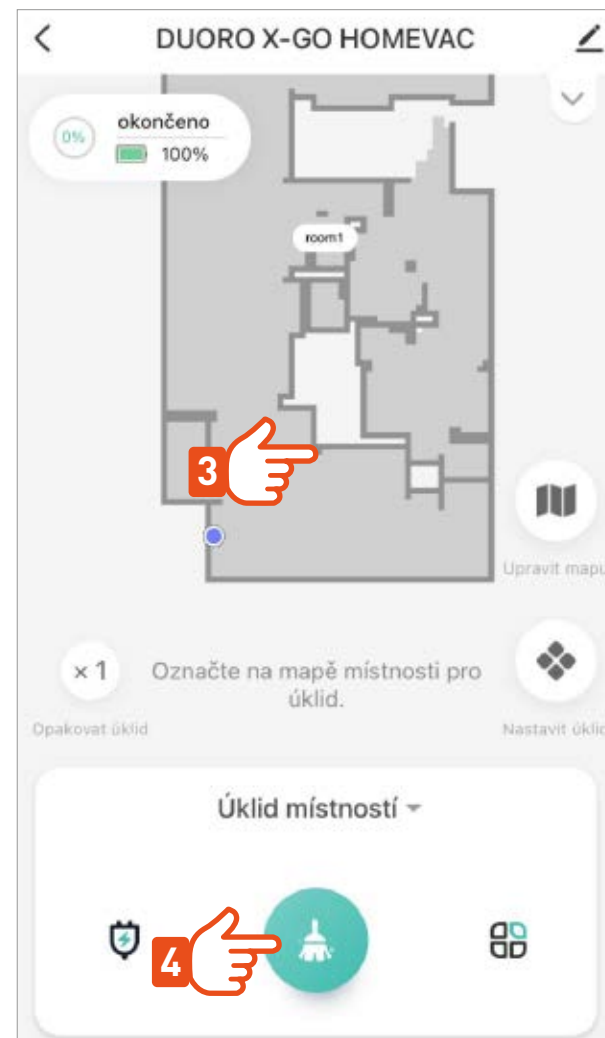 DUORO X-GO HOMEVAC
0%
okončeno
100%
room1
3
Upravit mapu
× 1
Označte na mapě místnosti pro
úklid.
Opakovat úklid
Nastavit úklid
Úklid místností
4